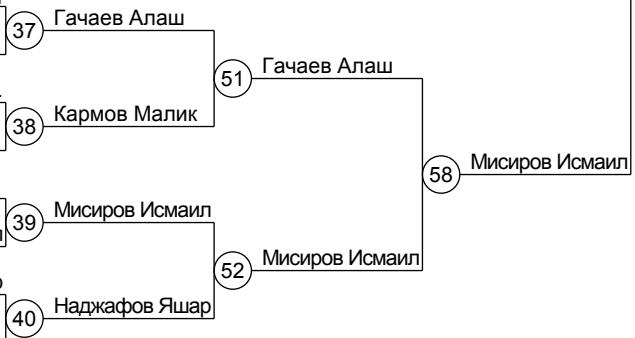 37
Гачаев Алаш
51
Гачаев Алаш
38
Кармов Малик
58
Мисиров Исмаил
39
Мисиров Исмаил
52
Мисиров Исмаил
40
Наджафов Яшар